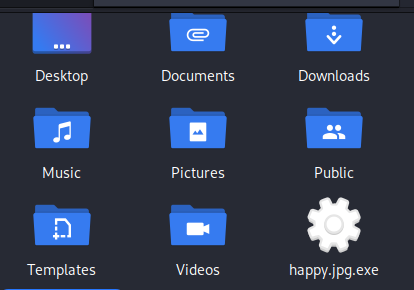 Desktop
Documents
Downloads
Music
Pictures
Public
Templates
Videos
happy.jpg.exe